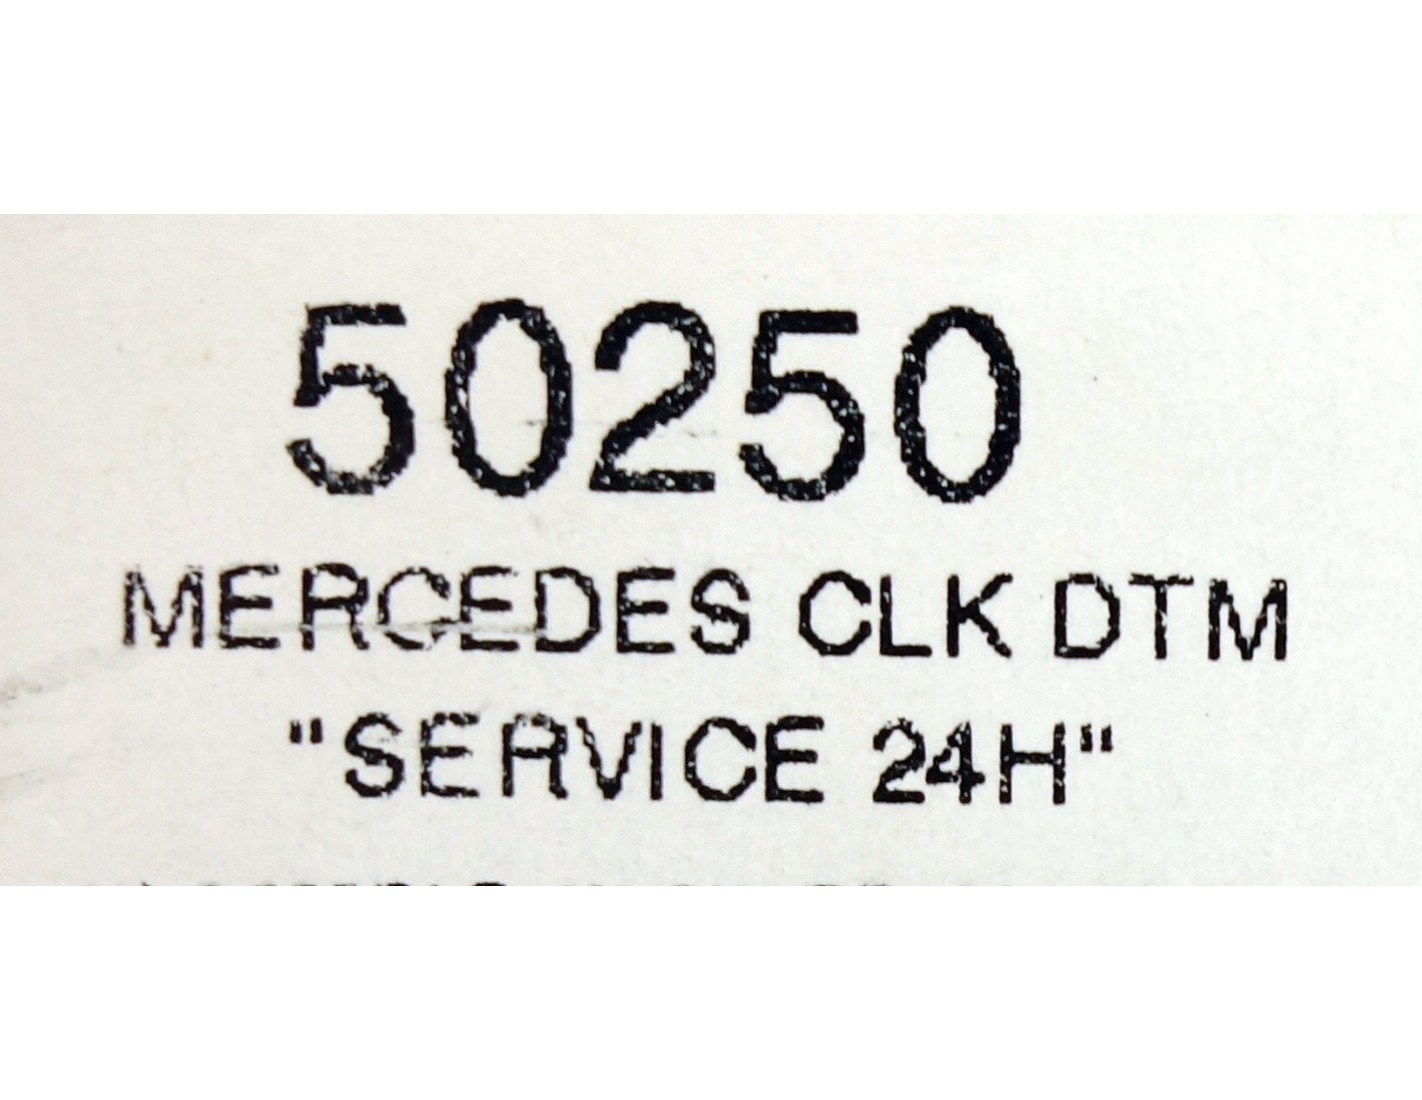 50250
MERCEDES CLK DTM
"SERVICE 24H"